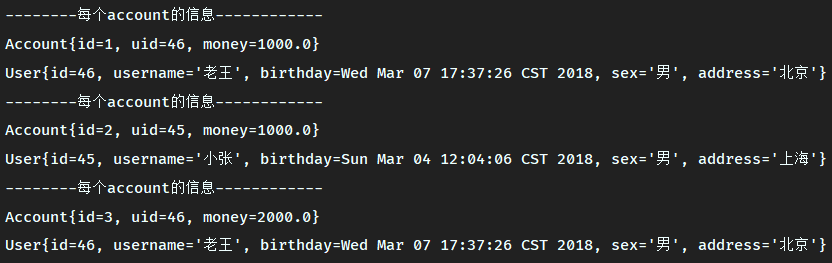 --------每个account的信息------------
Account{id=1, uid=46, money=1000.0}
User{id=46, username='老王', birthday=Wed Mar 07 17:37:26 CST 2018, sex='男', address='北京'}
--------每个account的信息------------
Account{id=2, uid=45, money=1000.0}
User{id=45, username='小张', birthday=Sun Mar 04 12:04:06 CST 2018, sex='男', address='上海'}
--------每个account的信息------------
Account{id=3, uid=46, money=2000.0}
User{id=46, username='老王', birthday=Wed Mar 07 17:37:26 CST 2018, sex='男', address='北京'}